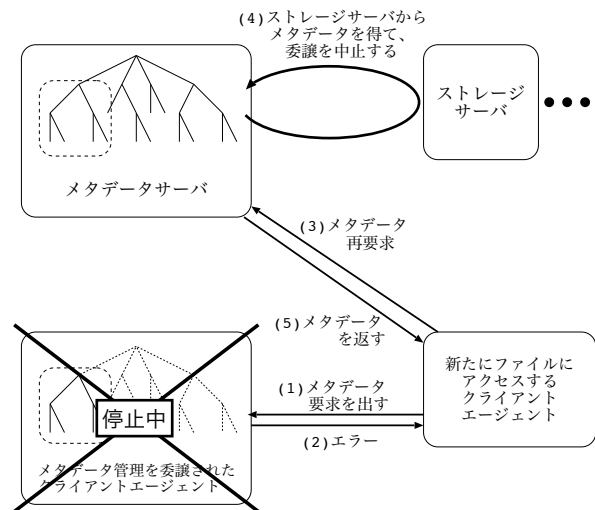 (4)ストレージサーバから
メタデータを得て、
委譲を中止する
ストレージ
サーバ
メタデータサーバ
(3)メタデータ
再要求
(5)メタデータ
を返す
新たにファイルに
アクセスする
クライアント
エージェント
(1)メタデータ
要求を出す
(2)エラー
停止中
メタデータ管理を委譲された
クライアントエージェント